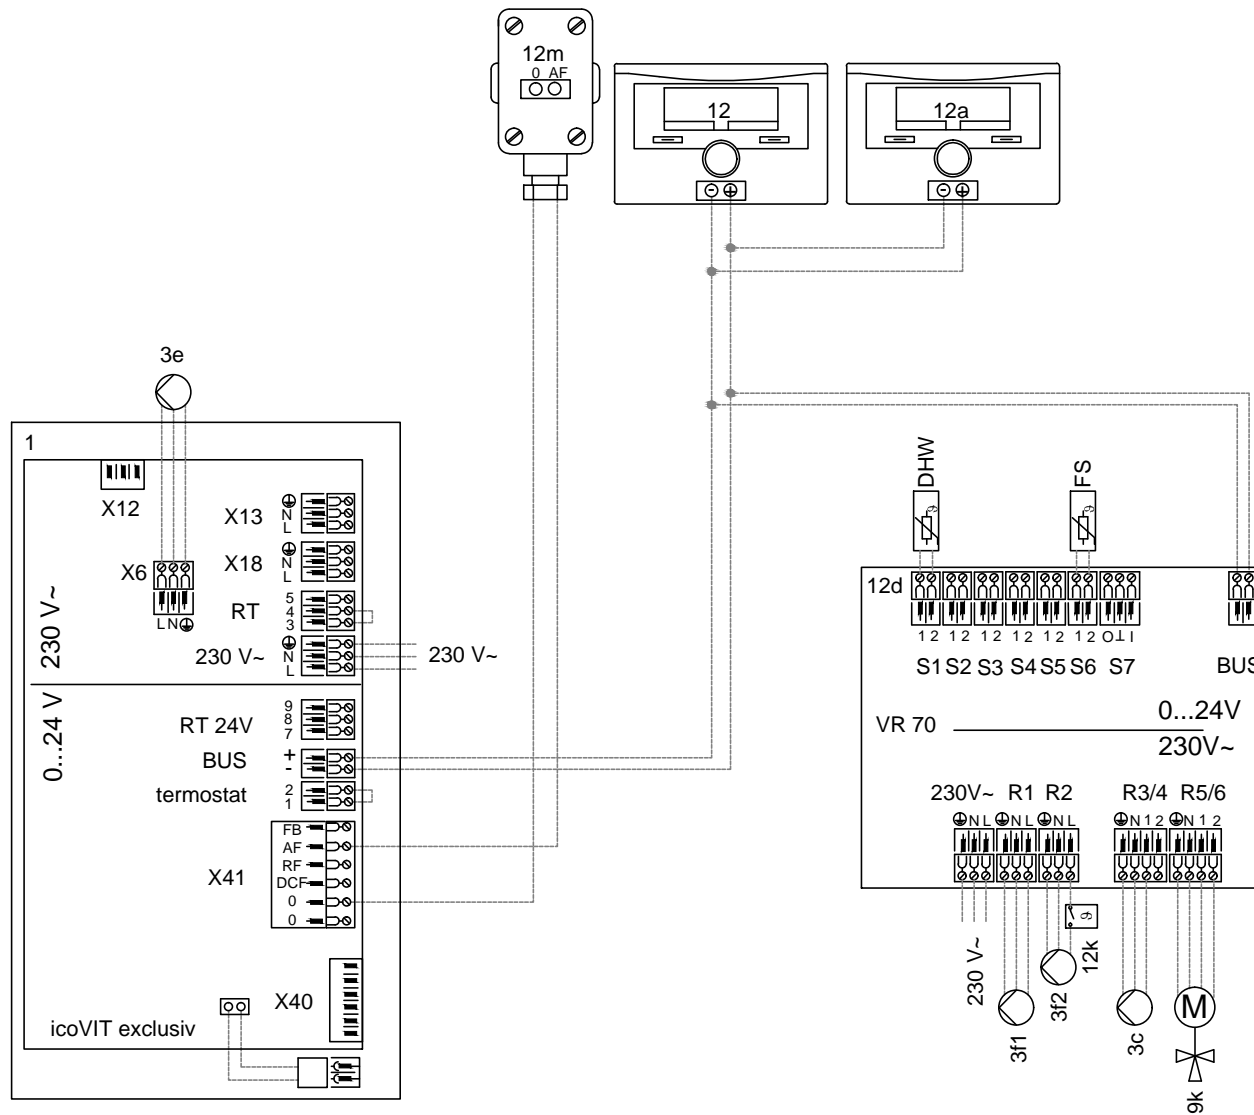 12m
0 AF
12
12a
3e
1
X12
X13
N
L
X6
X18
N
L
L N
RT
5
4
3
230 V~
230 V~
N
L
230 V~
0...24 V
RT 24V
9
8
7
BUS
+
-
termostat
2
1
X41
FB
AF
RF
DCF
0
0
X40
icoVIT exclusiv
DHW
FS
12d
1 2 1 2 1 2 1 2 1 2 1 2 O⊥I
S1 S2 S3 S4 S5 S6 S7
BUS
VR 70
0...24V
230V~
230V~ R1 R2 R3/4 R5/6
N L N L N L N 1 2 N 1 2
230 V~
3f1
3f2
12k
3c
M
9k